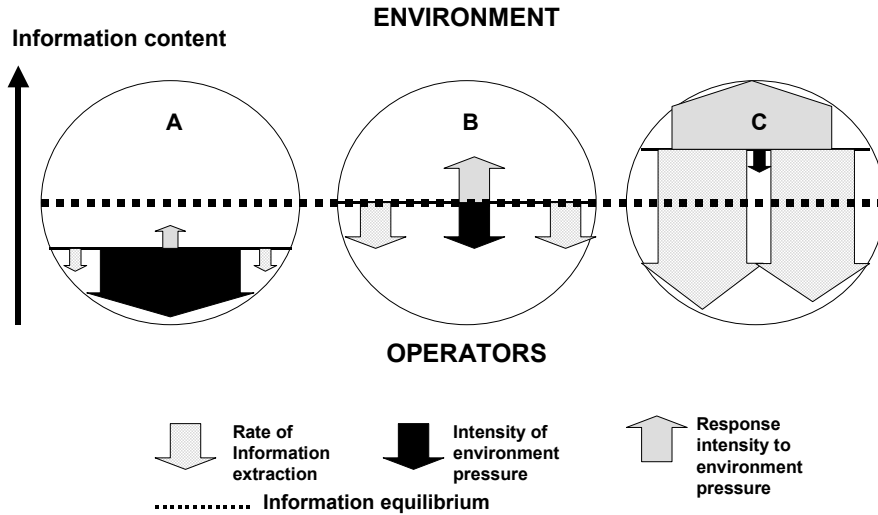 ENVIRONMENT
Information content
A
B
C
OPERATORS
Rate of
Information
extraction
Intensity of
environment
pressure
Response
intensity to
environment
pressure
Information equilibrium